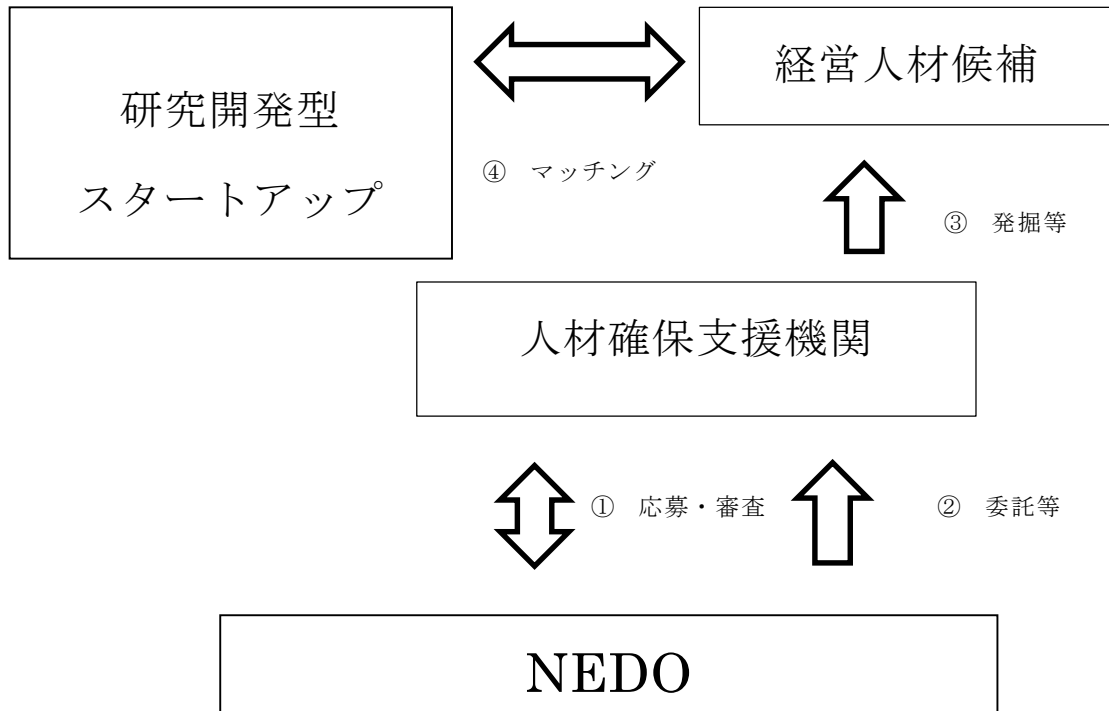 研究開発型
スタートアップ
経営人材候補
④　マッチング
③　発掘等
人材確保支援機関
①　応募・審査
②　委託等
NEDO